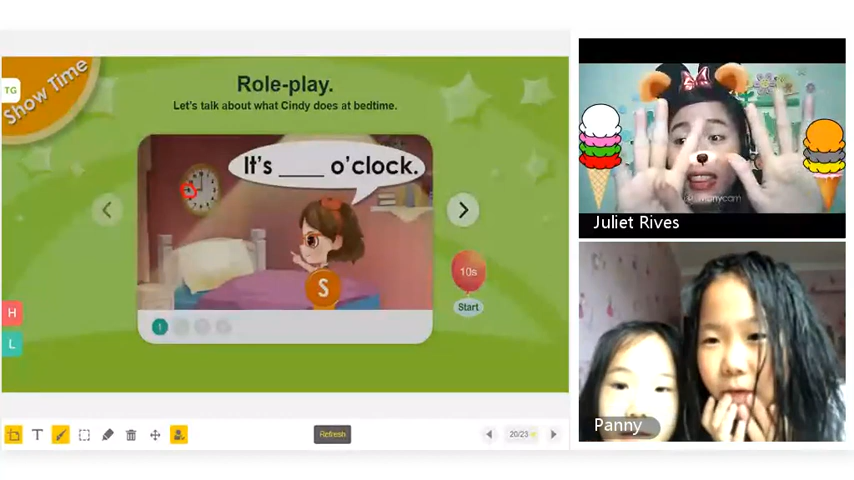 TG
Show Time
Role-play.
Let's talk about what Cindy does at bedtime.
It's ____ o'clock.
S
10s
Start
1
H
L
T
Refresh
20/23
Juliet Rives
Panny